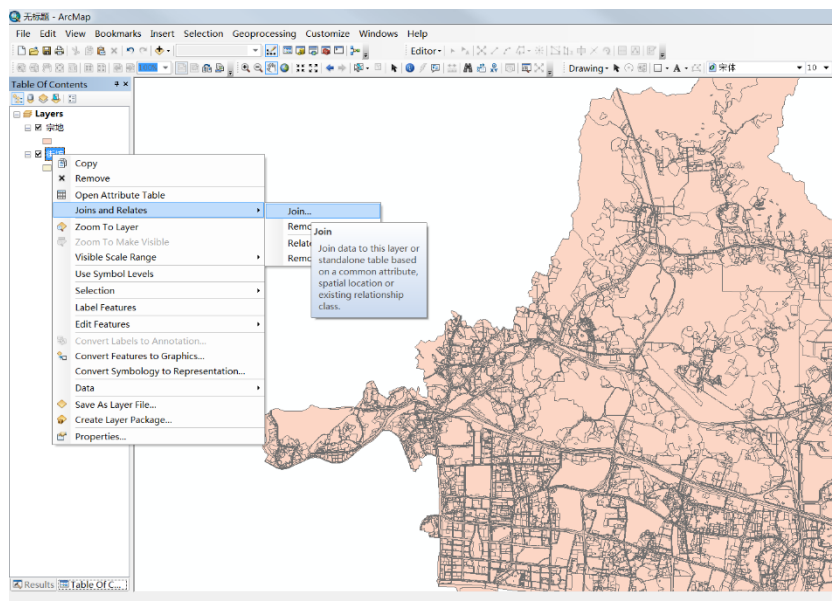 无标题 - ArcMap
File Edit View Bookmarks Insert Selection Geoprocessing Customize Windows Help
Editor
Drawing A 宋体 10
Table Of Contents
Layers
宗地
Copy
Remove
Open Attribute Table
Joins and Relates
Zoom To Layer
Zoom To Make Visible
Visible Scale Range
Use Symbol Levels
Selection
Label Features
Edit Features
Convert Labels to Annotation...
Convert Features to Graphics...
Convert Symbology to Representation...
Data
Save As Layer File...
Create Layer Package...
Properties...
Join...
Remo
Relat
Remo
Join
Join data to this layer or
standalone table based
on a common attribute,
spatial location or
existing relationship
class.
Results Table Of C...